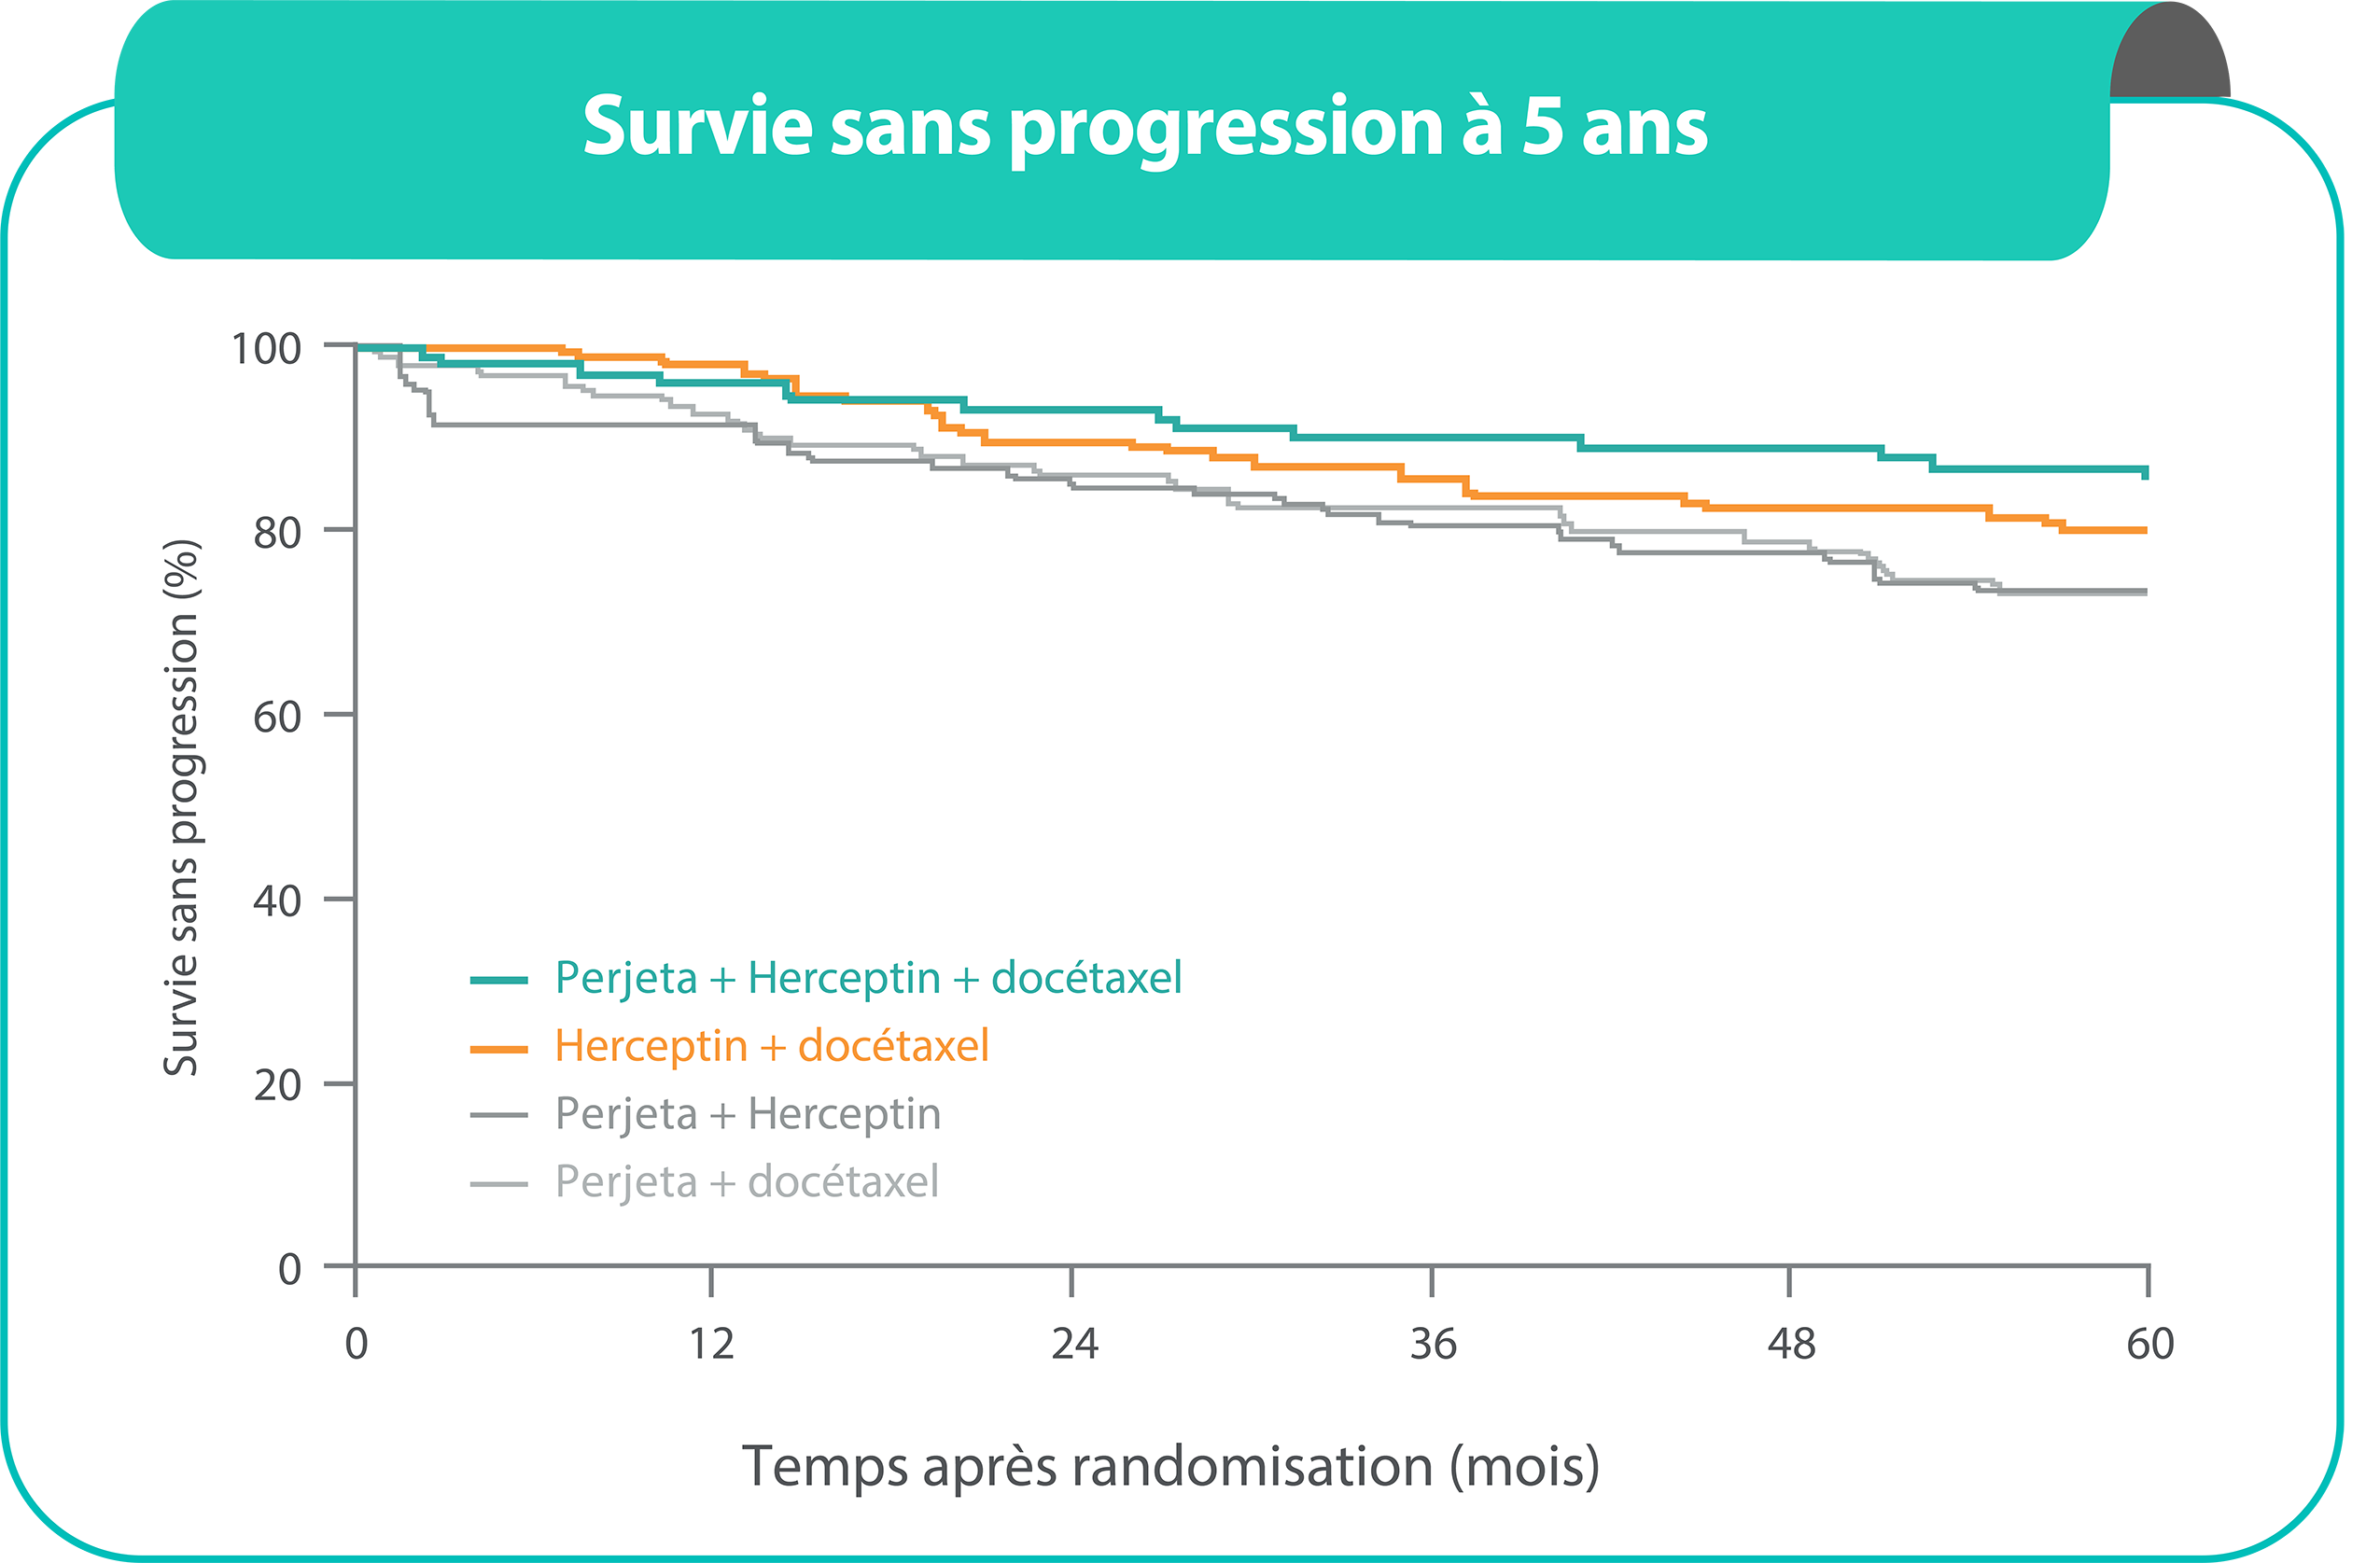 Survie sans progression à 5 ans
Survie sans progression (%)
100
80
60
40
20
0
Perjeta + Herceptin + docétaxel
Herceptin + docétaxel
Perjeta + Herceptin
Perjeta + docétaxel
0 12 24 36 48 60
Temps après randomisation (mois)